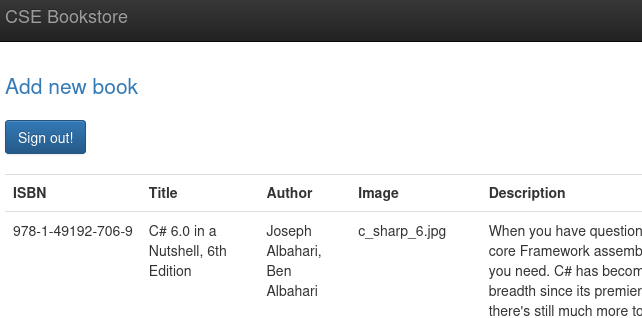 CSE Bookstore
Add new book
Sign out!
ISBN Title Author Image Description
978-1-49192-706-9 C# 6.0 in a Joseph c_sharp_6.jpg When you have question
Nutshell, 6th Albahari, core Framework assemb
Edition Ben you need. C# has becom
Albahari breadth since its premier
there's still much more to